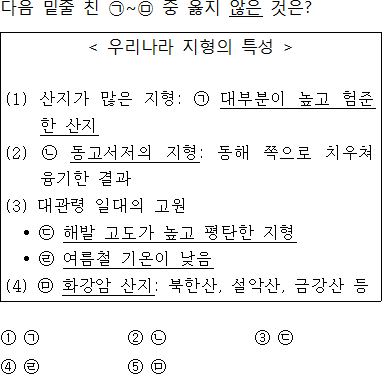 다음 밑줄 친 ㉠~㉤ 중 옳지 않은 것은?
< 우리나라 지형의 특성 >
(1) 산지가 많은 지형: ㉠ 대부분이 높고 험준
한 산지
(2) ㉡ 동고서저의 지형: 동해 쪽으로 치우쳐
융기한 결과
(3) 대관령 일대의 고원
• ㉢ 해발 고도가 높고 평탄한 지형
• ㉣ 여름철 기온이 낮음
(4) ㉤ 화강암 산지: 북한산, 설악산, 금강산 등
① ㉠ ② ㉡ ③ ㉢
④ ㉣ ⑤ ㉤